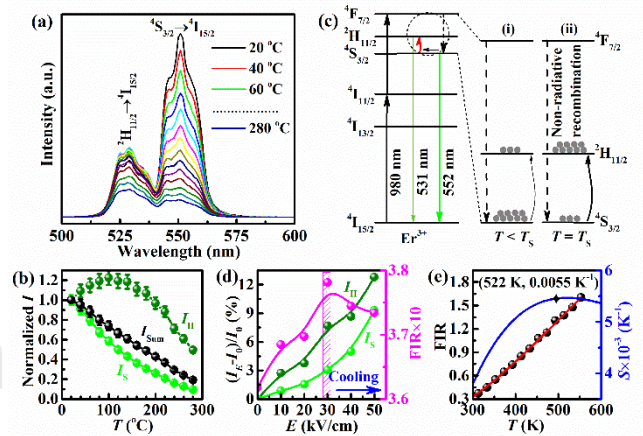 (a)
⁴S₃/₂→⁴I₁₅/₂
²H₁₁/₂→⁴I₁₅/₂
20 °C
40 °C
60 °C
280 °C
Intensity (a.u.)
500 525 550 575 600
Wavelength (nm)
(c)
⁴F₇/₂
²H₁₁/₂
⁴S₃/₂
⁴I₁₁/₂
⁴I₁₃/₂
⁴I₁₅/₂
980 nm
531 nm
552 nm
Er³⁺
(i) (ii)
⁴F₇/₂
Non-radiative
recombination
²H₁₁/₂
⁴S₃/₂
T < Tₛ T = Tₛ
(b)
Normalized I
1.2
1.0
0.8
0.6
0.4
0.2
0.0
I_H
I_Sum
I_S
0 100 200 300
T (°C)
(d)
(I_E-I₀)/I₀ (%)
12
8
4
0
I_H
I_S
Cooling
0 10 20 30 40 50
E (kV/cm)
3.8
3.7
3.6
FIR×10
(e)
(522 K, 0.0055 K⁻¹)
FIR
1.8
1.5
1.2
0.9
0.6
0.3
300 400 500 600
T (K)
6
5
4
S×10⁻³ (K⁻¹)